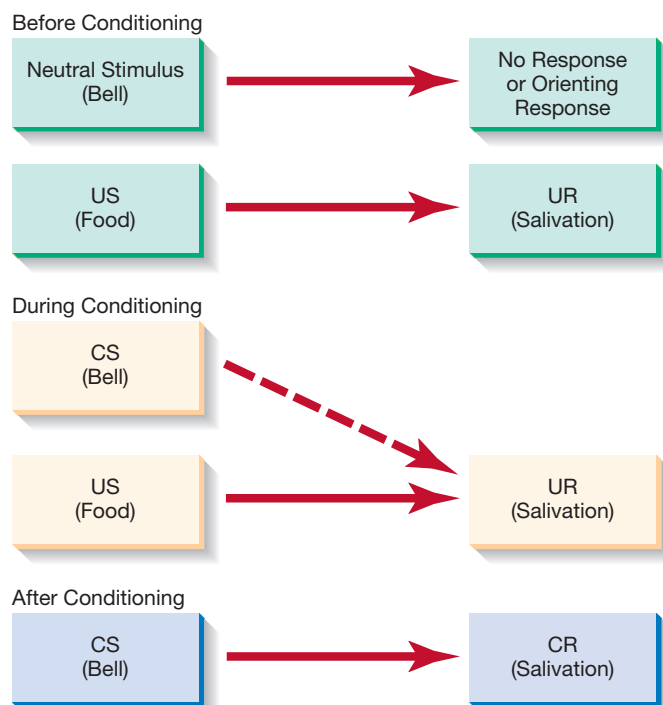 Before Conditioning
Neutral Stimulus
(Bell)
No Response
or Orienting
Response
US
(Food)
UR
(Salivation)
During Conditioning
CS
(Bell)
US
(Food)
UR
(Salivation)
After Conditioning
CS
(Bell)
CR
(Salivation)